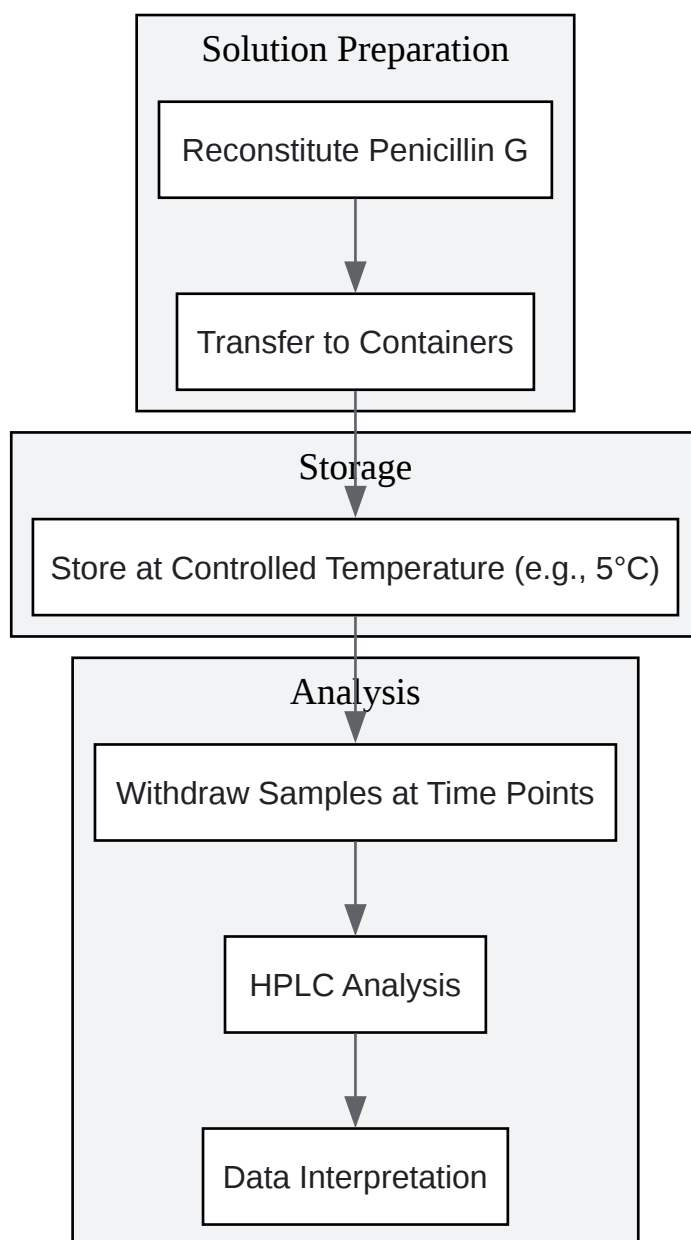 Solution Preparation
Reconstitute Penicillin G
Transfer to Containers
Storage
Store at Controlled Temperature (e.g., 5°C)
Analysis
Withdraw Samples at Time Points
HPLC Analysis
Data Interpretation